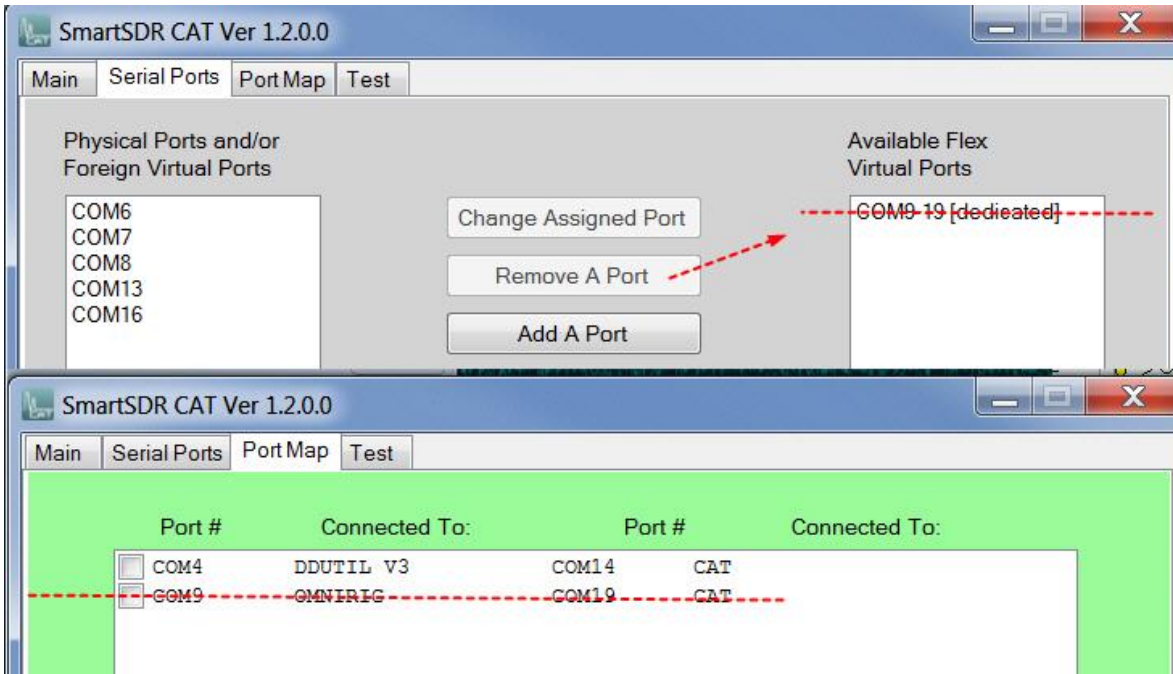 SmartSDR CAT Ver 1.2.0.0
Main Serial Ports Port Map Test
Physical Ports and/or
Foreign Virtual Ports
Available Flex
Virtual Ports
COM6
COM7
COM8
COM13
COM16
Change Assigned Port
Remove A Port
Add A Port
COM9-19 [dedicated]
SmartSDR CAT Ver 1.2.0.0
Main Serial Ports Port Map Test
Port # Connected To: Port # Connected To:
COM4 DDUTIL V3 COM14 CAT
COM9 OMNIRIG COM19 CAT